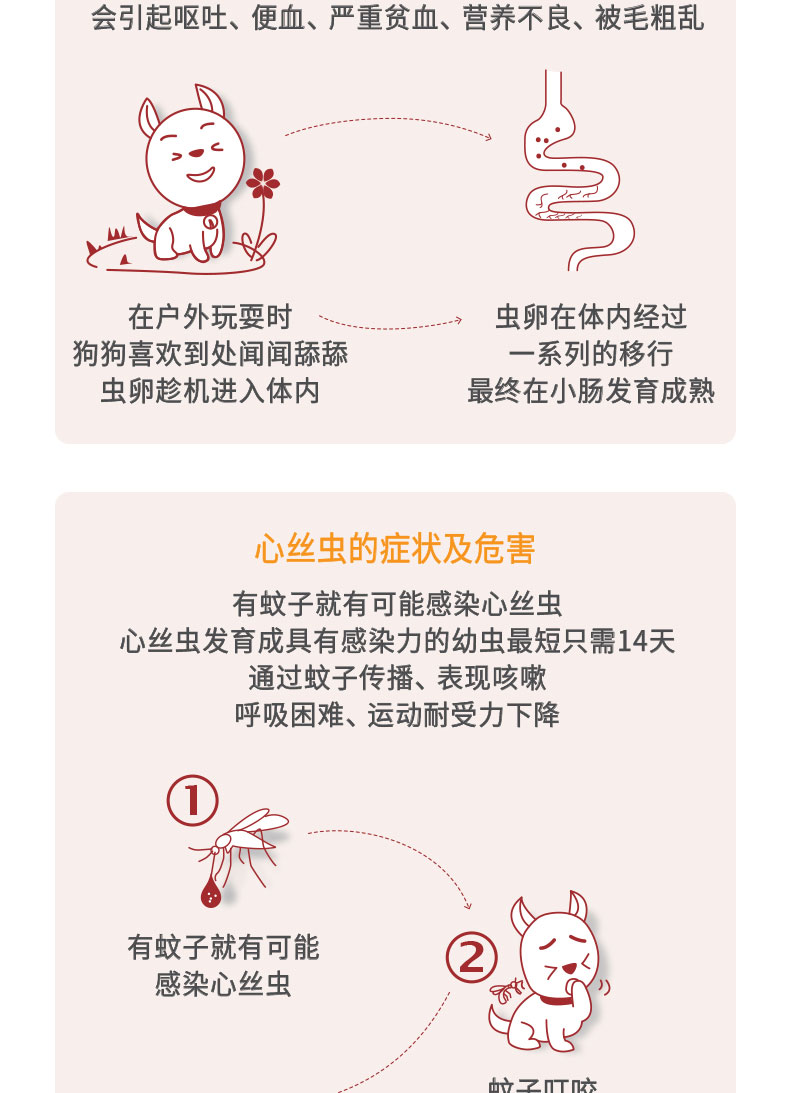 会引起呕吐、便血、严重贫血、营养不良、被毛粗乱
在户外玩耍时
狗狗喜欢到处闻闻舔舔
虫卵趁机进入体内
虫卵在体内经过
一系列的移行
最终在小肠发育成熟
心丝虫的症状及危害
有蚊子就有可能感染心丝虫
心丝虫发育成具有感染力的幼虫最短只需14天
通过蚊子传播、表现咳嗽
呼吸困难、运动耐受力下降
1
有蚊子就有可能
感染心丝虫
2
蚊子叮咬